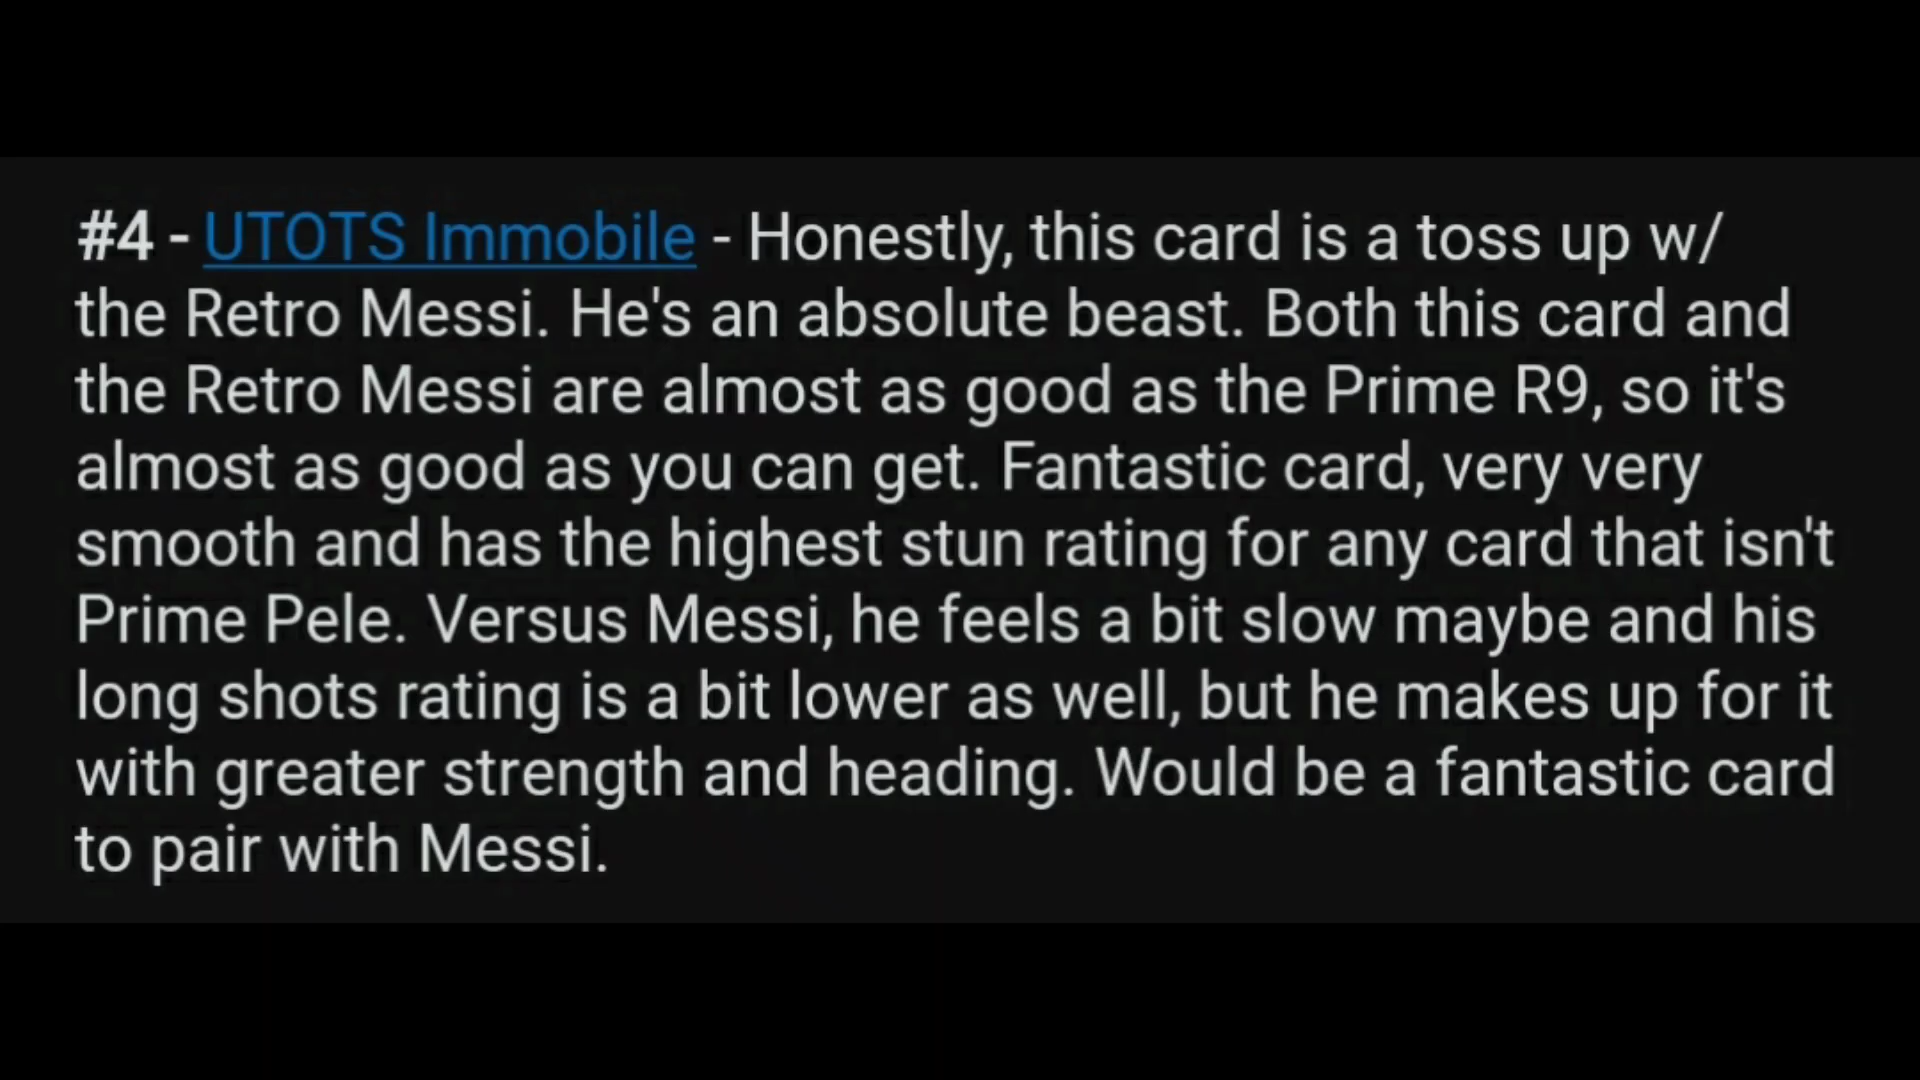 #4 - UTOTS Immobile - Honestly, this card is a toss up w/
the Retro Messi. He's an absolute beast. Both this card and
the Retro Messi are almost as good as the Prime R9, so it's
almost as good as you can get. Fantastic card, very very
smooth and has the highest stun rating for any card that isn't
Prime Pele. Versus Messi, he feels a bit slow maybe and his
long shots rating is a bit lower as well, but he makes up for it
with greater strength and heading. Would be a fantastic card
to pair with Messi.